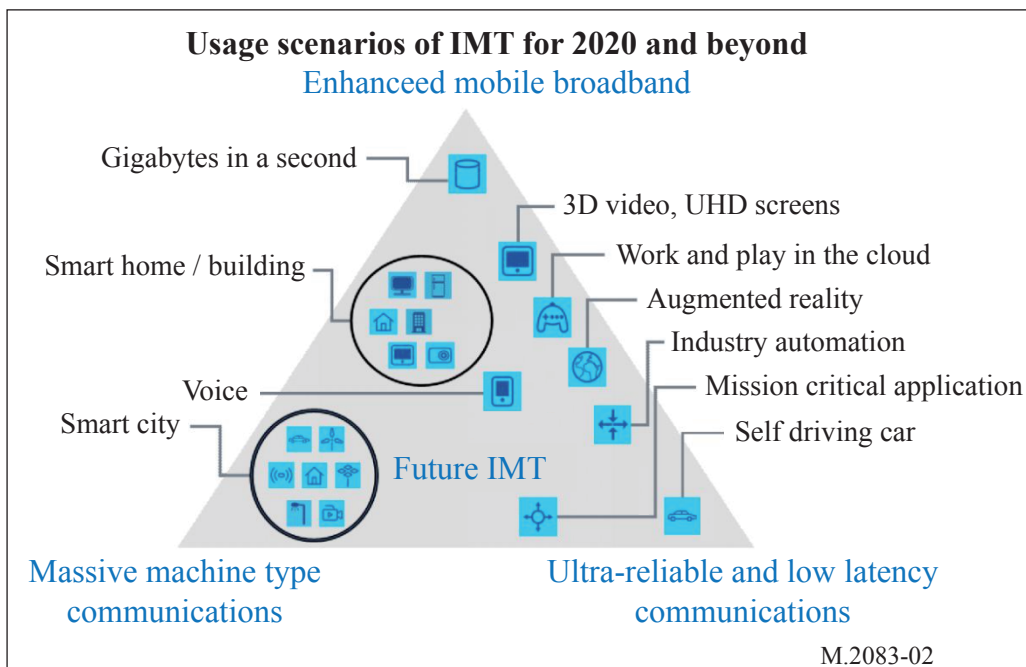 Usage scenarios of IMT for 2020 and beyond
Enhanceed mobile broadband
Gigabytes in a second
3D video, UHD screens
Smart home / building
Work and play in the cloud
Augmented reality
Industry automation
Voice
Mission critical application
Smart city
Self driving car
Future IMT
Massive machine type
communications
Ultra-reliable and low latency
communications
M.2083-02